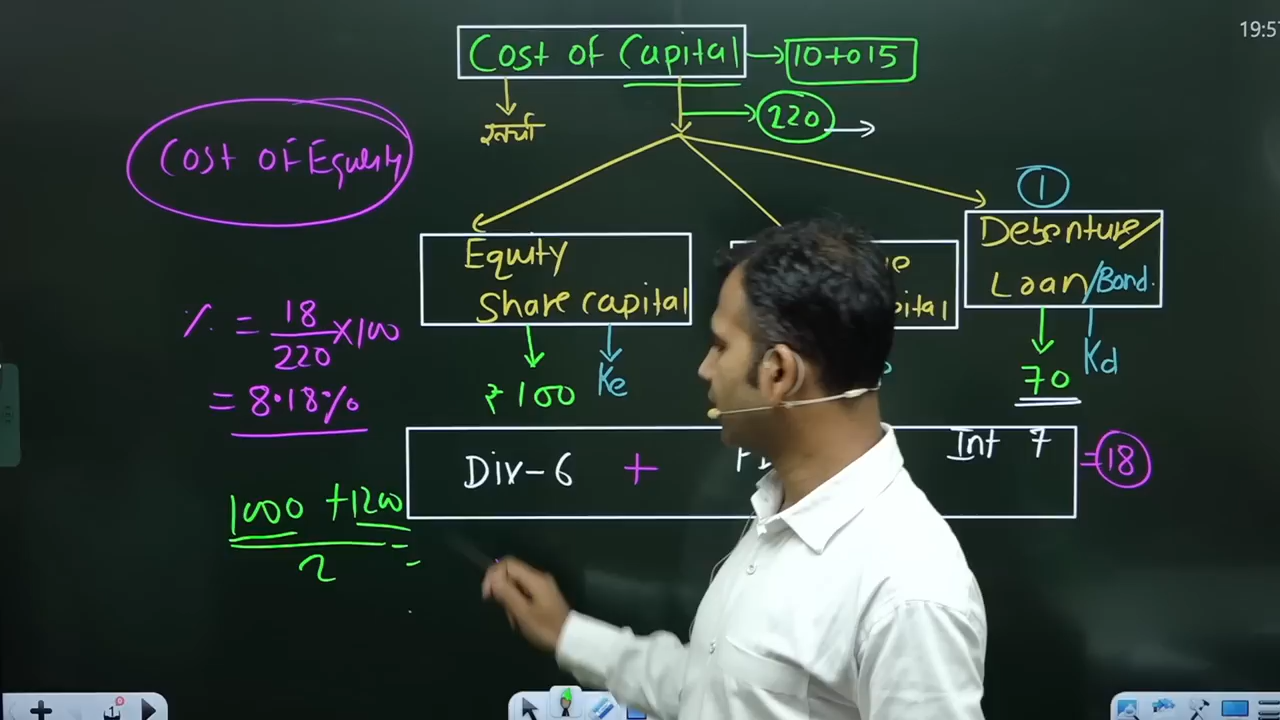 19:5
Cost of Capital → 10+015
खर्चा
220 →
Cost OF Equity
1
Equity
Share capital
Debenture/
Loan/Bond.
% = 18/220 × 100
= 8.18%
₹100
Ke
70
Kd
Div-6 +
Int 7
=18
1000 + 1200
2
=